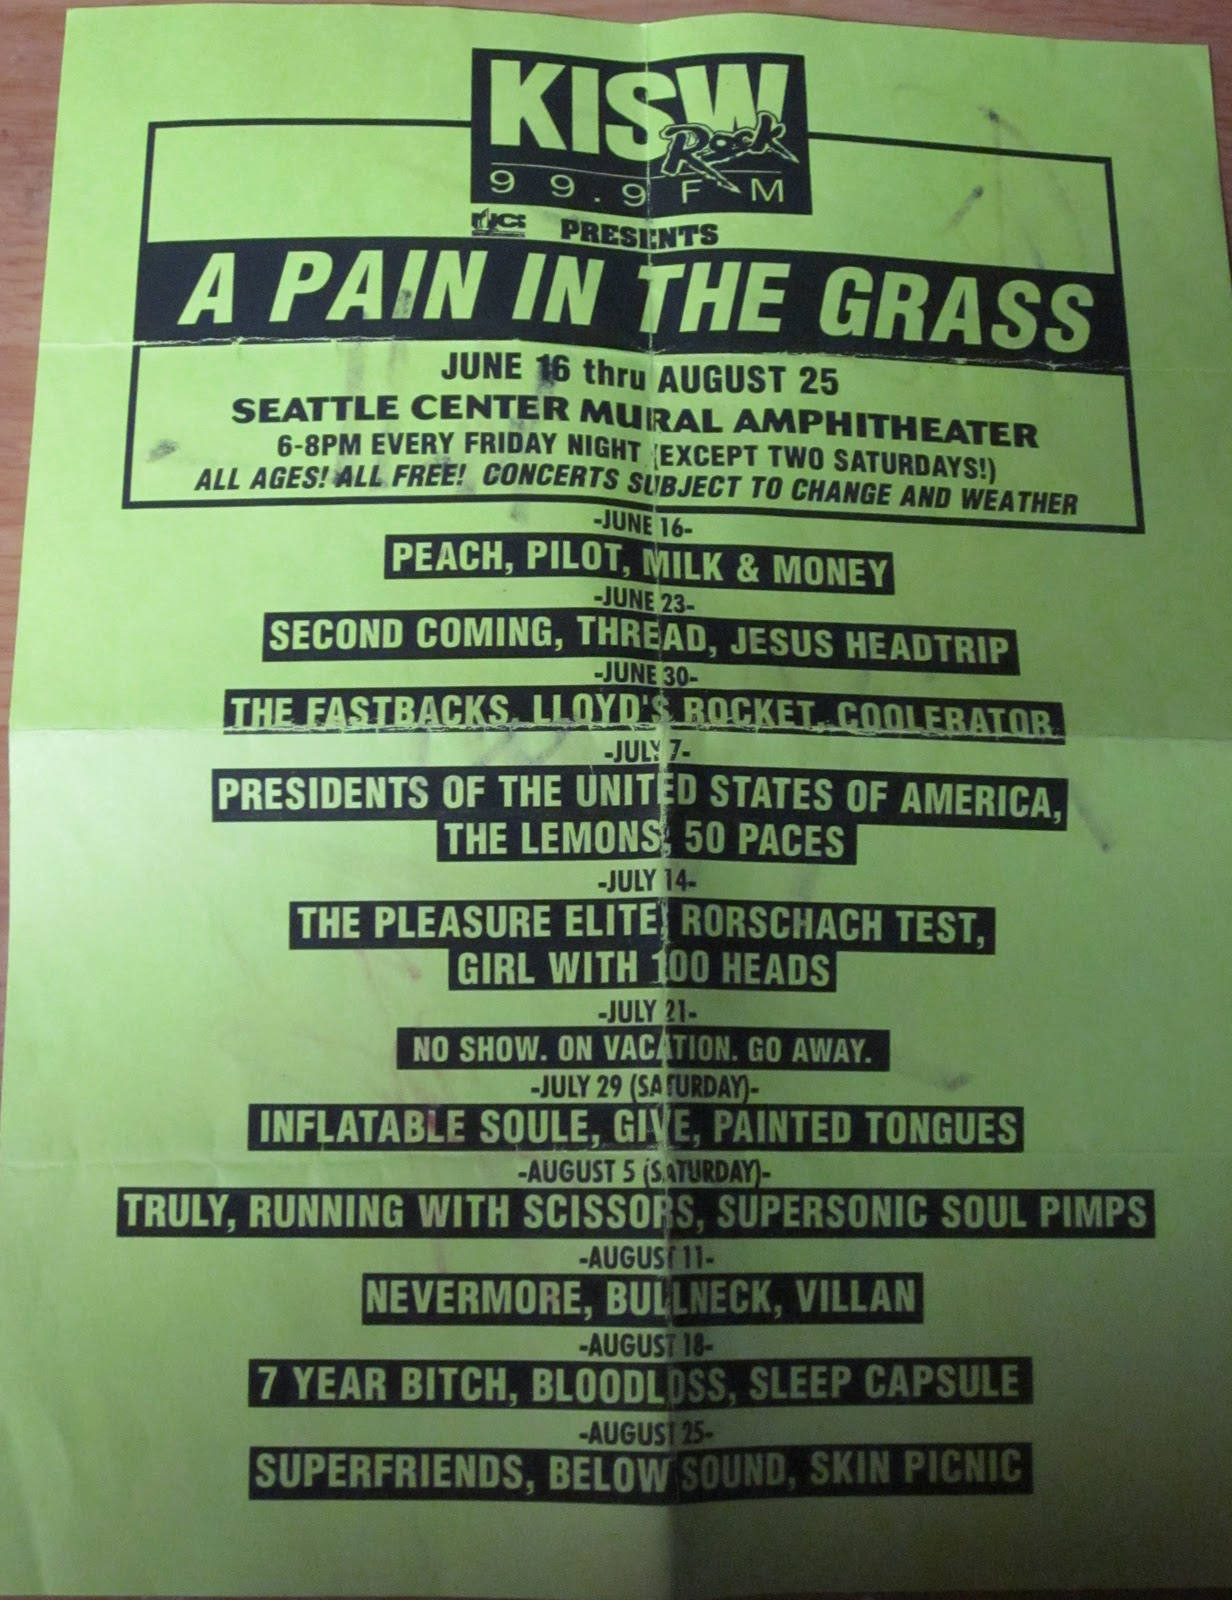 KISW
Rock
99.9 FM
PRESENTS
A PAIN IN THE GRASS
JUNE 16 thru AUGUST 25
SEATTLE CENTER MURAL AMPHITHEATER
6-8PM EVERY FRIDAY NIGHT (EXCEPT TWO SATURDAYS!)
ALL AGES! ALL FREE! CONCERTS SUBJECT TO CHANGE AND WEATHER
-JUNE 16-
PEACH, PILOT, MILK & MONEY
-JUNE 23-
SECOND COMING, THREAD, JESUS HEADTRIP
-JUNE 30-
THE FASTBACKS, LLOYD'S ROCKET, COOLERATOR
-JULY 7-
PRESIDENTS OF THE UNITED STATES OF AMERICA,
THE LEMONS, 50 PACES
-JULY 14-
THE PLEASURE ELITE, RORSCHACH TEST,
GIRL WITH 100 HEADS
-JULY 21-
NO SHOW. ON VACATION. GO AWAY.
-JULY 29 (SATURDAY)-
INFLATABLE SOULE, GIVE, PAINTED TONGUES
-AUGUST 5 (SATURDAY)-
TRULY, RUNNING WITH SCISSORS, SUPERSONIC SOUL PIMPS
-AUGUST 11-
NEVERMORE, BULLNECK, VILLAN
-AUGUST 18-
7 YEAR BITCH, BLOODLOSS, SLEEP CAPSULE
-AUGUST 25-
SUPERFRIENDS, BELOW SOUND, SKIN PICNIC